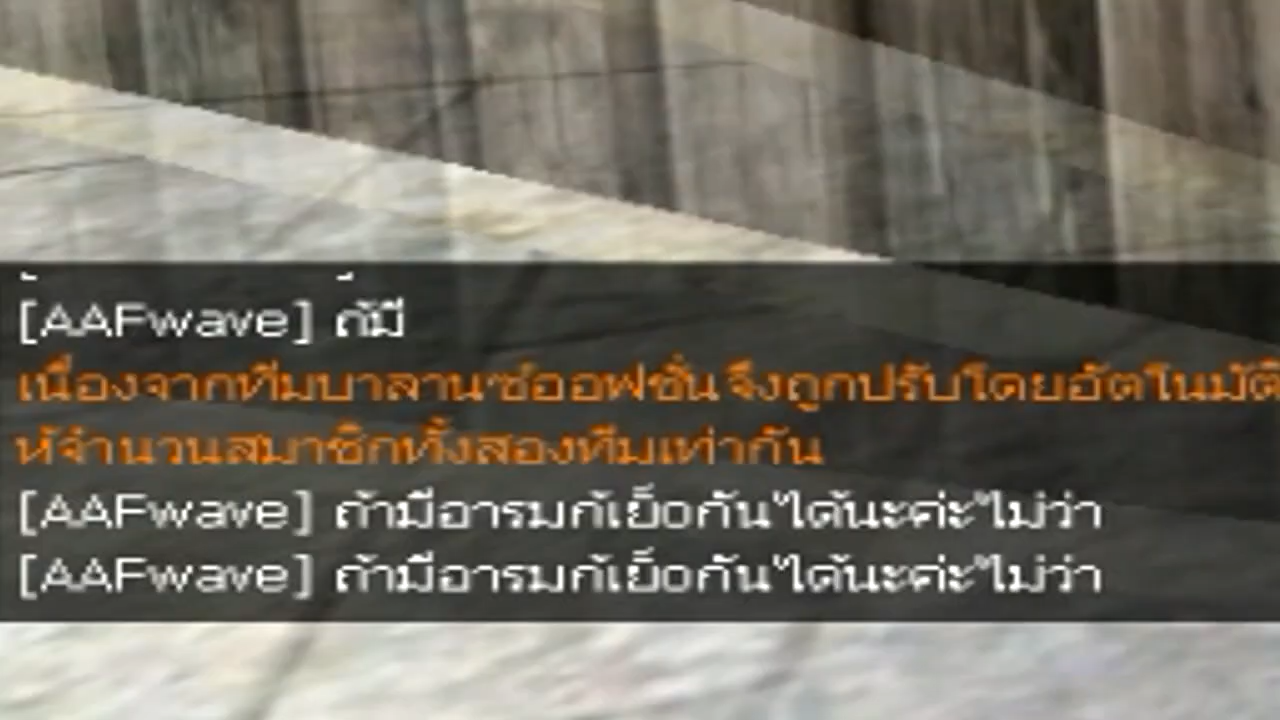 [AAFwave] ถ้มี
เนื่องจากทีมบาลานซ์ออฟชั่น จึงถูกปรับโดยอัตโนมัติ
ห้จำนวนสมาชิกทั้งสองทีมเท่ากัน
[AAFwave] ถ้ามีอารมก้เย็oกันได้นะค่ะไม่ว่า
[AAFwave] ถ้ามีอารมก้เย็oกันได้นะค่ะไม่ว่า